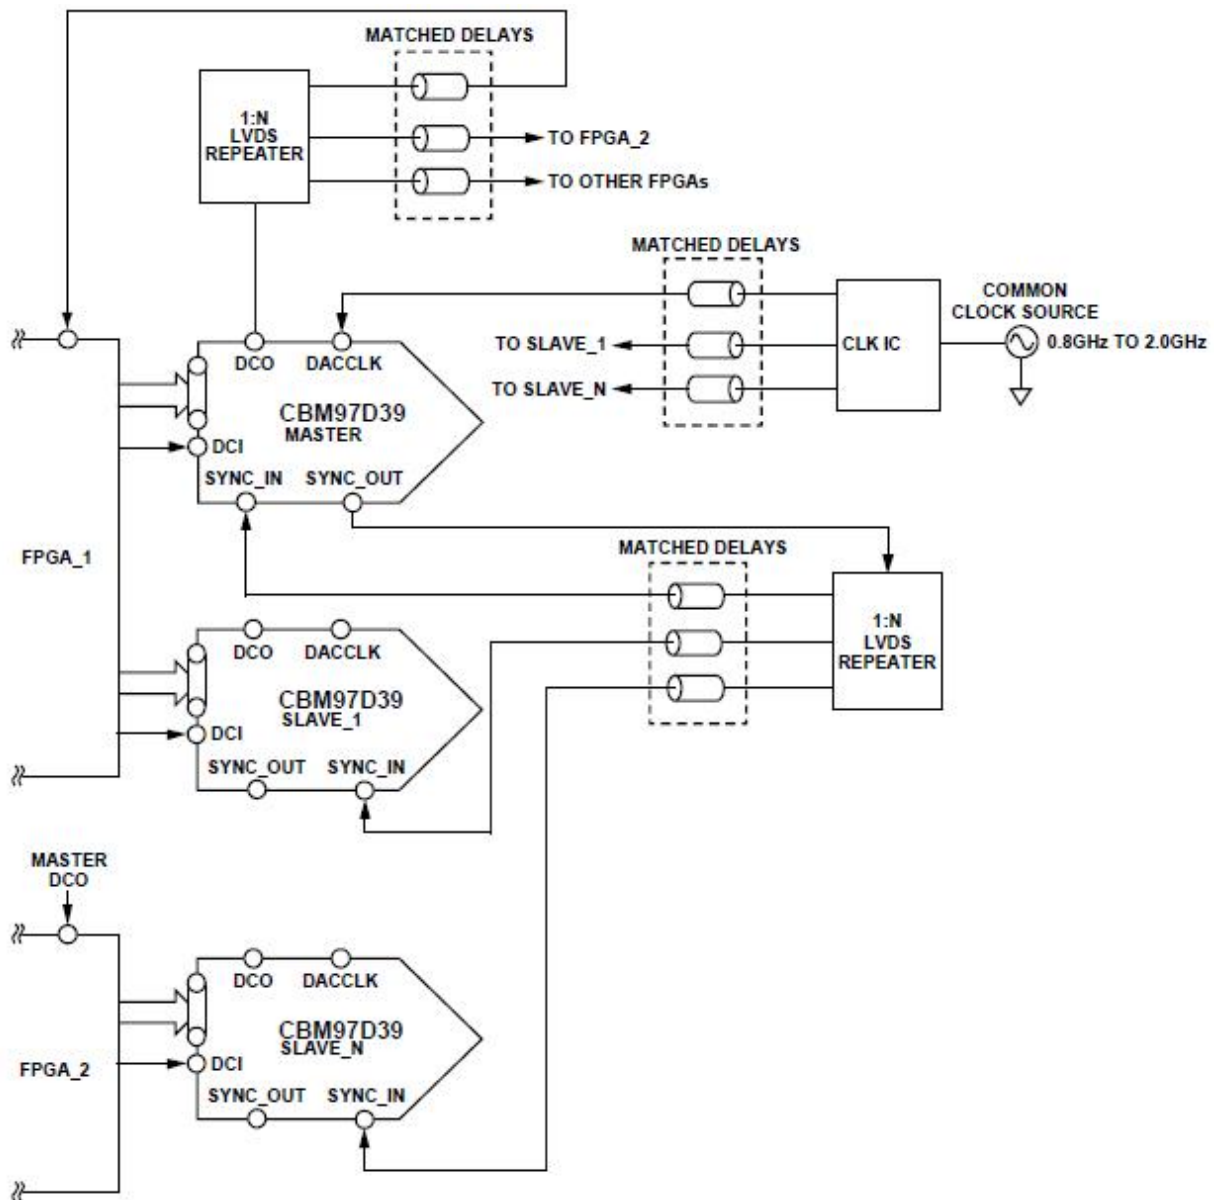 MATCHED DELAYS
1:N
LVDS
REPEATER
TO FPGA_2
TO OTHER FPGAs
MATCHED DELAYS
COMMON
CLOCK SOURCE
CLK IC
0.8GHz TO 2.0GHz
TO SLAVE_1
TO SLAVE_N
DCO DACCLK
CBM97D39
MASTER
DCI
SYNC_IN SYNC_OUT
FPGA_1
MATCHED DELAYS
1:N
LVDS
REPEATER
DCO DACCLK
CBM97D39
SLAVE_1
DCI
SYNC_OUT SYNC_IN
MASTER
DCO
DCO DACCLK
CBM97D39
SLAVE_N
DCI
FPGA_2
SYNC_OUT SYNC_IN